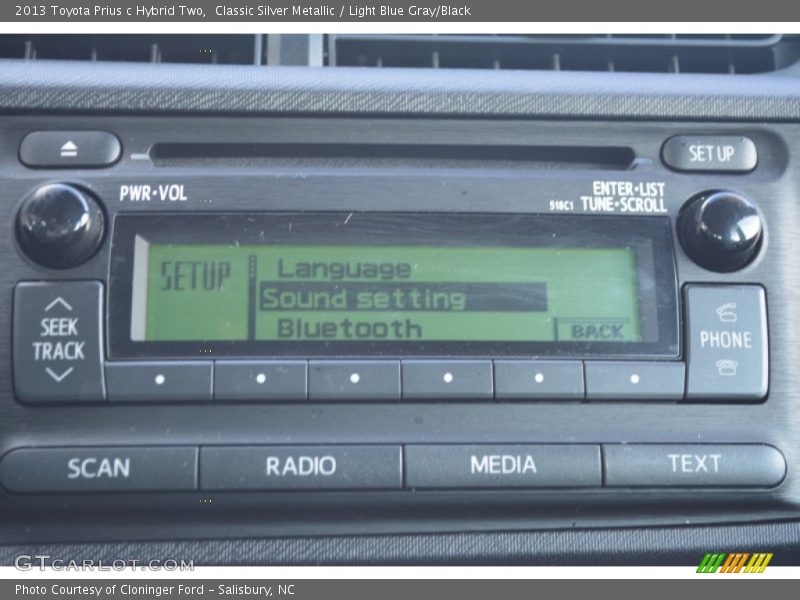 2013 Toyota Prius c Hybrid Two,  Classic Silver Metallic / Light Blue Gray/Black
SET UP
PWR•VOL
ENTER•LIST
518C1 TUNE•SCROLL
SETUP
Language
Sound setting
Bluetooth
BACK
SEEK
TRACK
PHONE
SCAN
RADIO
MEDIA
TEXT
GTCARLOT.COM
Photo Courtesy of Cloninger Ford – Salisbury, NC